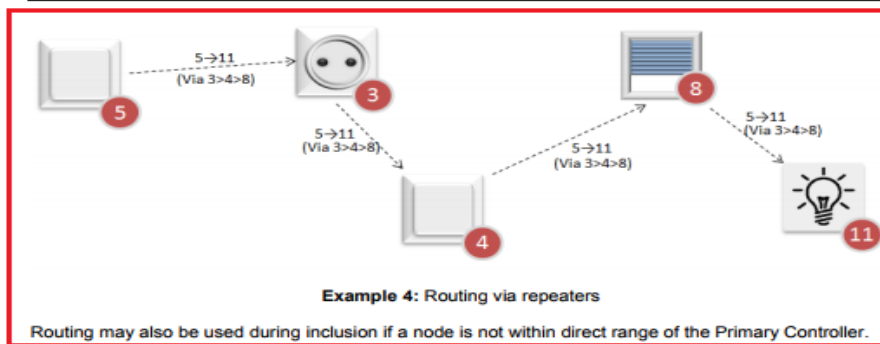 5→11
(Via 3>4>8)
5
3
5→11
(Via 3>4>8)
4
5→11
(Via 3>4>8)
8
5→11
(Via 3>4>8)
11
Example 4: Routing via repeaters
Routing may also be used during inclusion if a node is not within direct range of the Primary Controller.